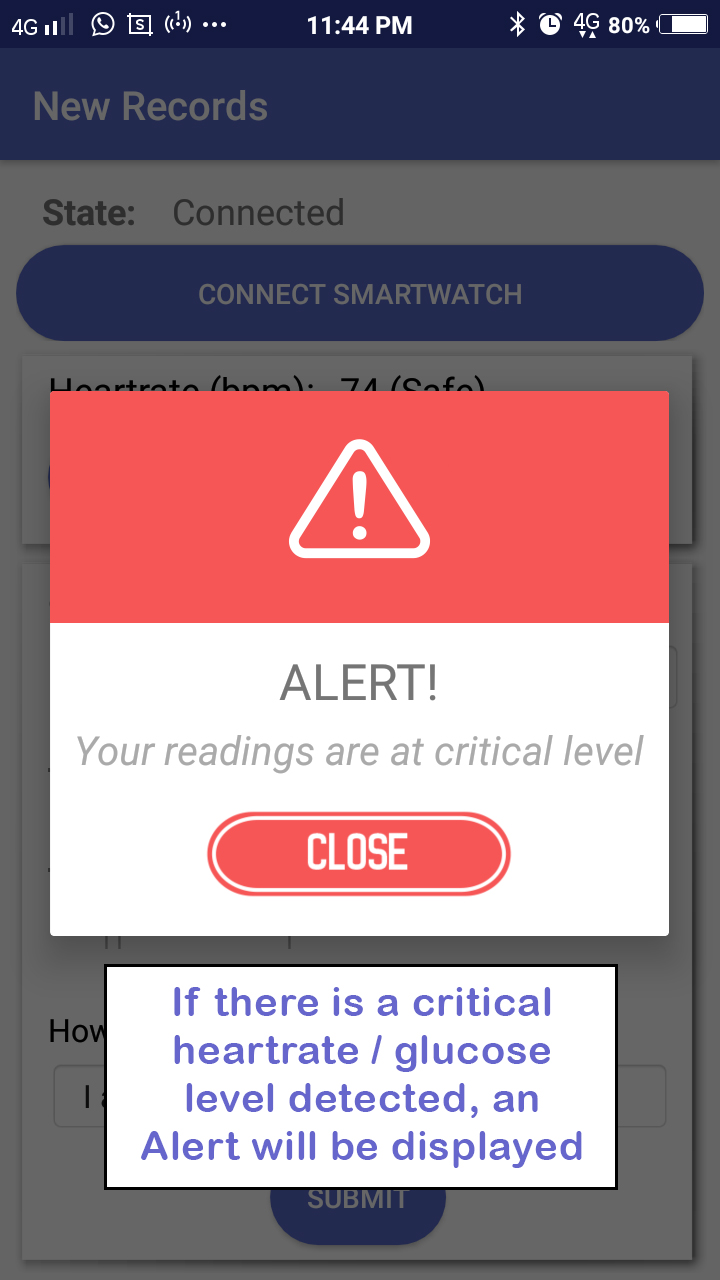 4G 11:44 PM 4G 80%
New Records
State: Connected
CONNECT SMARTWATCH
Heartrate (bpm): 74 (Safe)
ALERT!
Your readings are at critical level
CLOSE
If there is a critical
heartrate / glucose
level detected, an
Alert will be displayed
How
I
SUBMIT